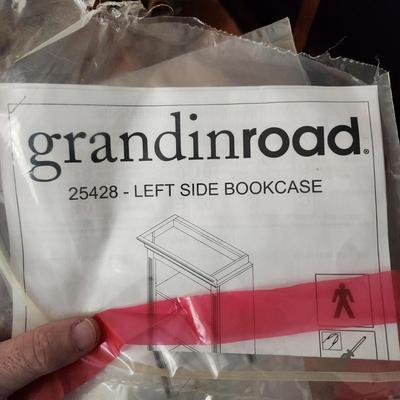 grandinroad®
25428 - LEFT SIDE BOOKCASE